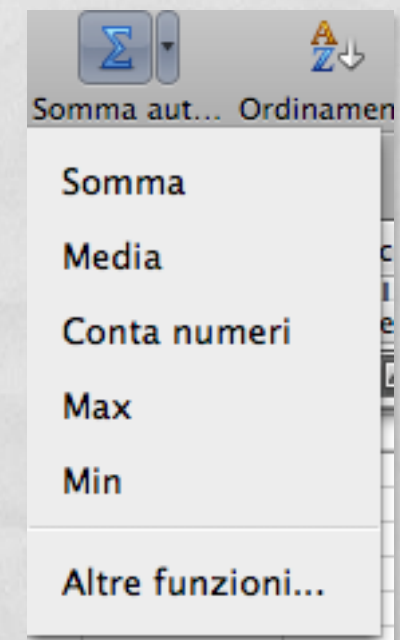 Somma aut... Ordinamen
Somma
Media
Conta numeri
Max
Min
Altre funzioni...